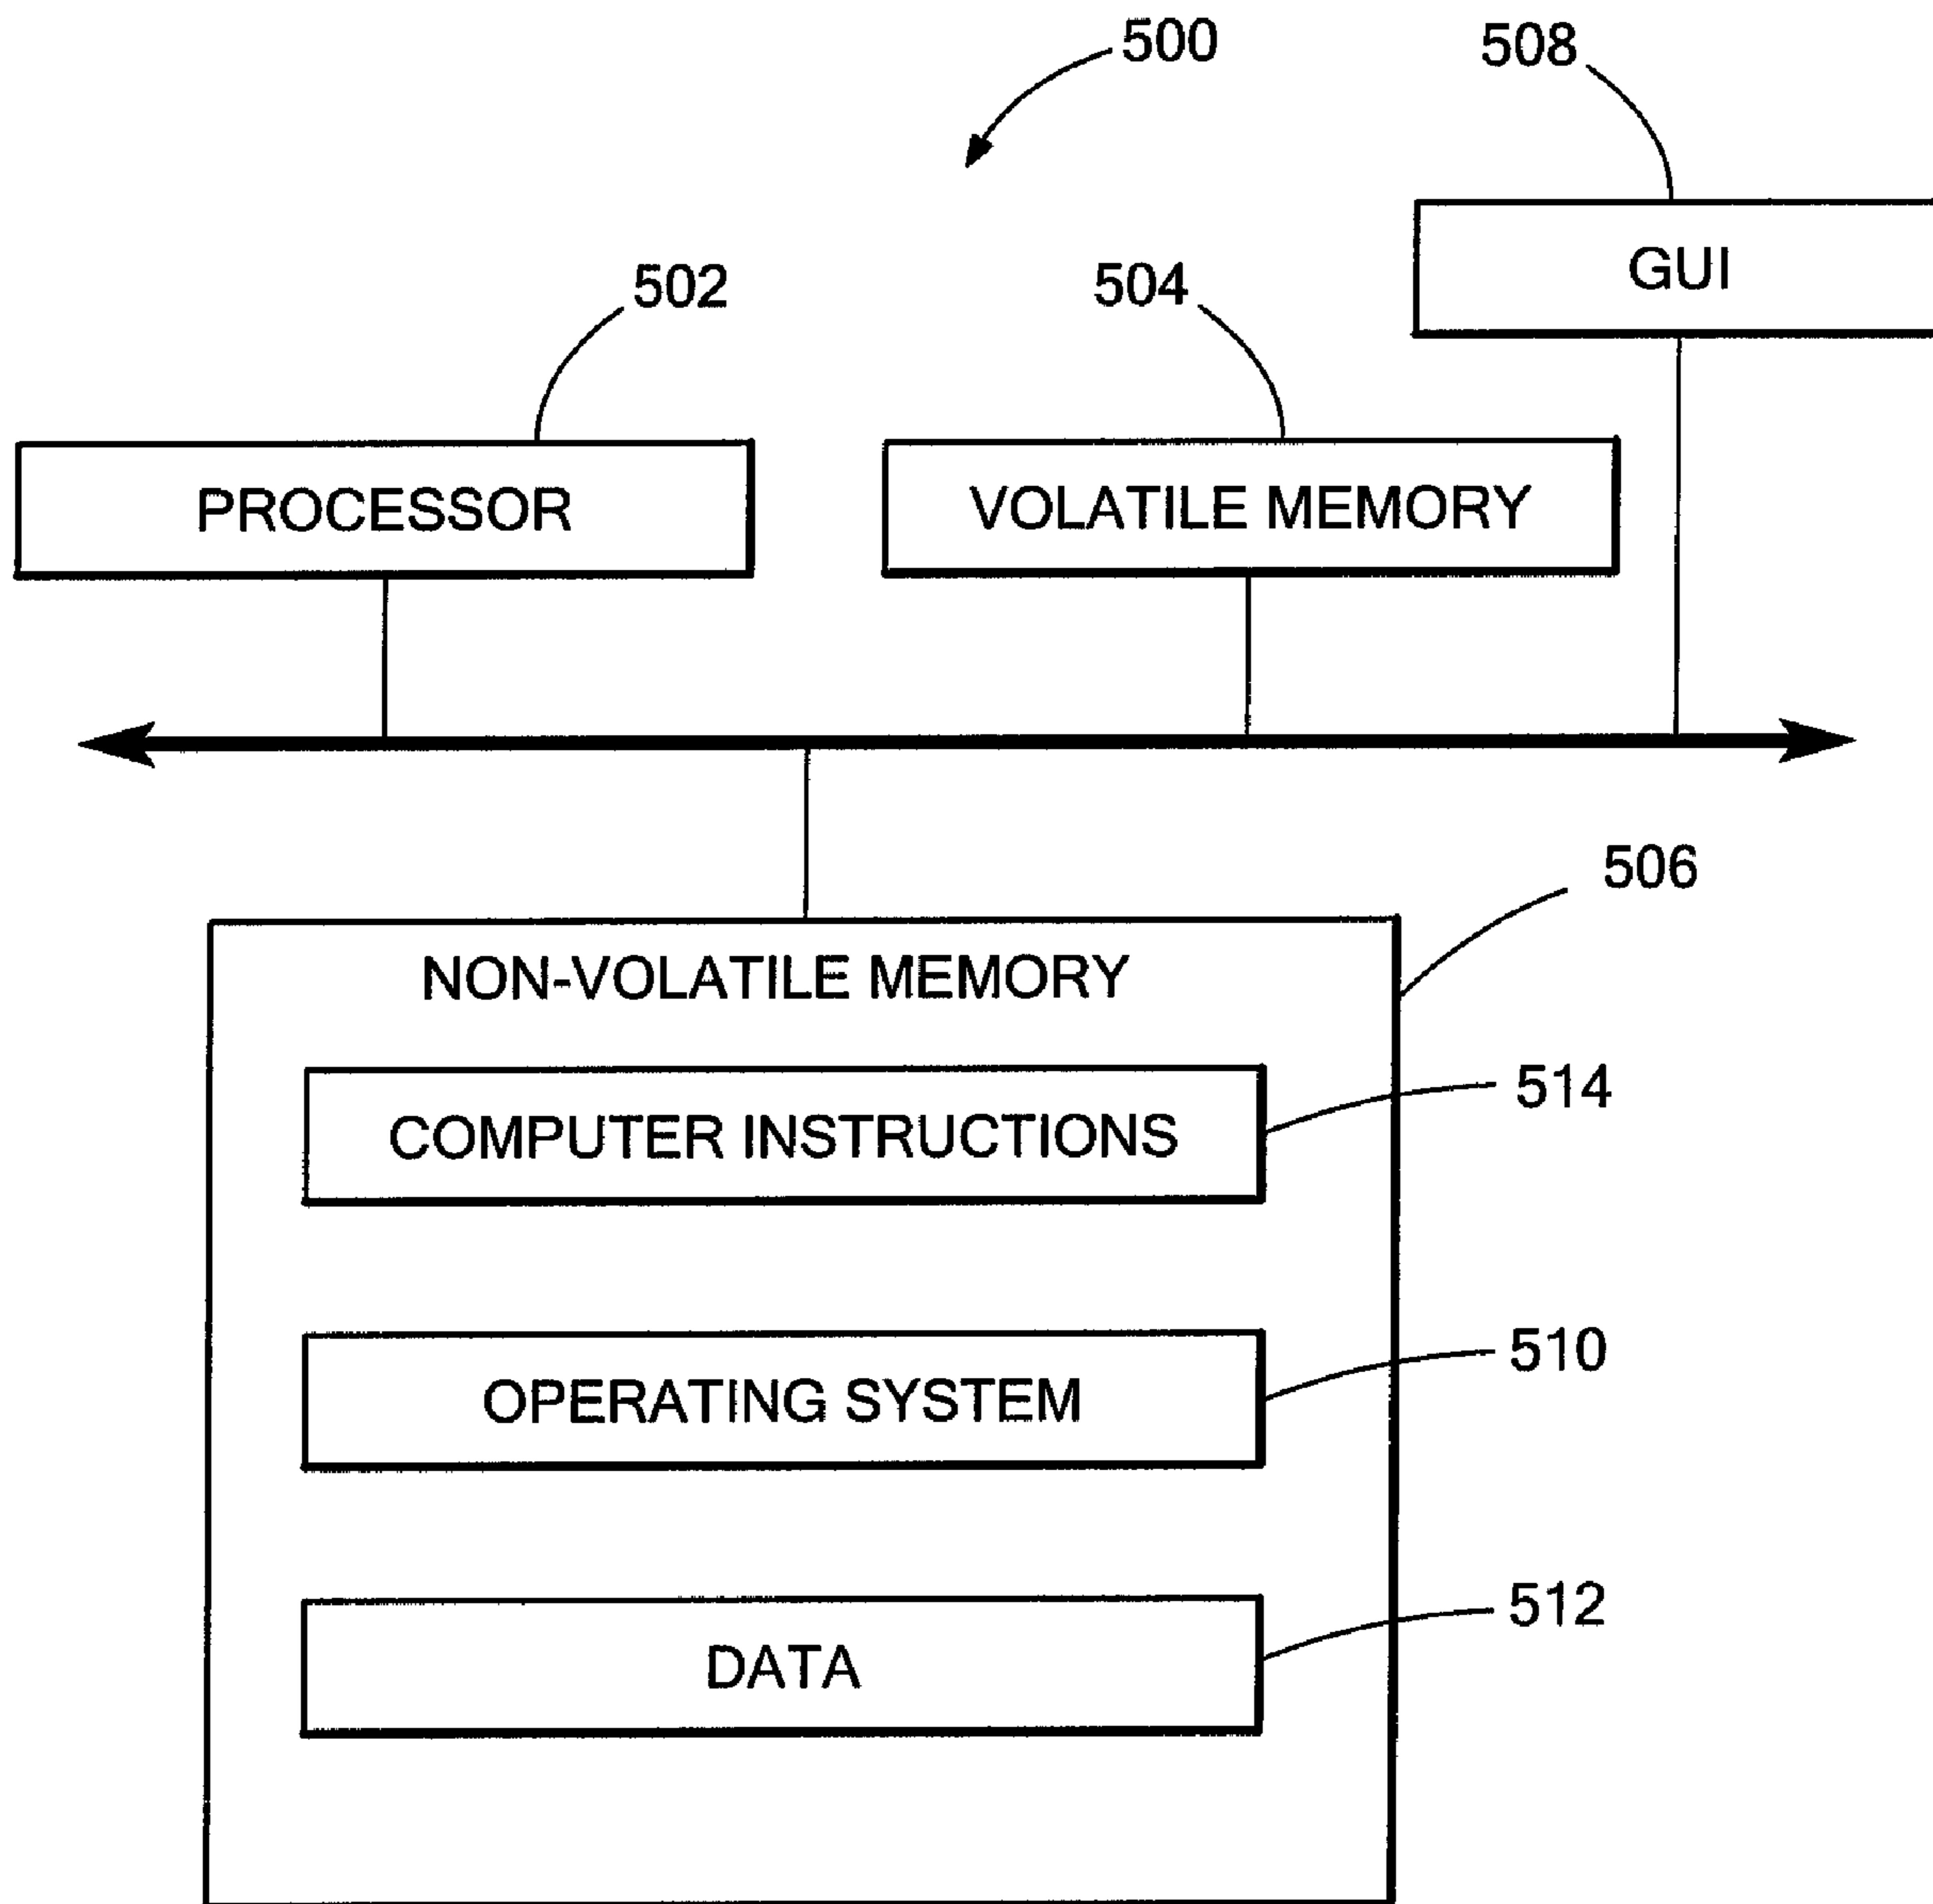 500
508
GUI
502
504
PROCESSOR
VOLATILE MEMORY
506
NON-VOLATILE MEMORY
514
COMPUTER INSTRUCTIONS
510
OPERATING SYSTEM
512
DATA